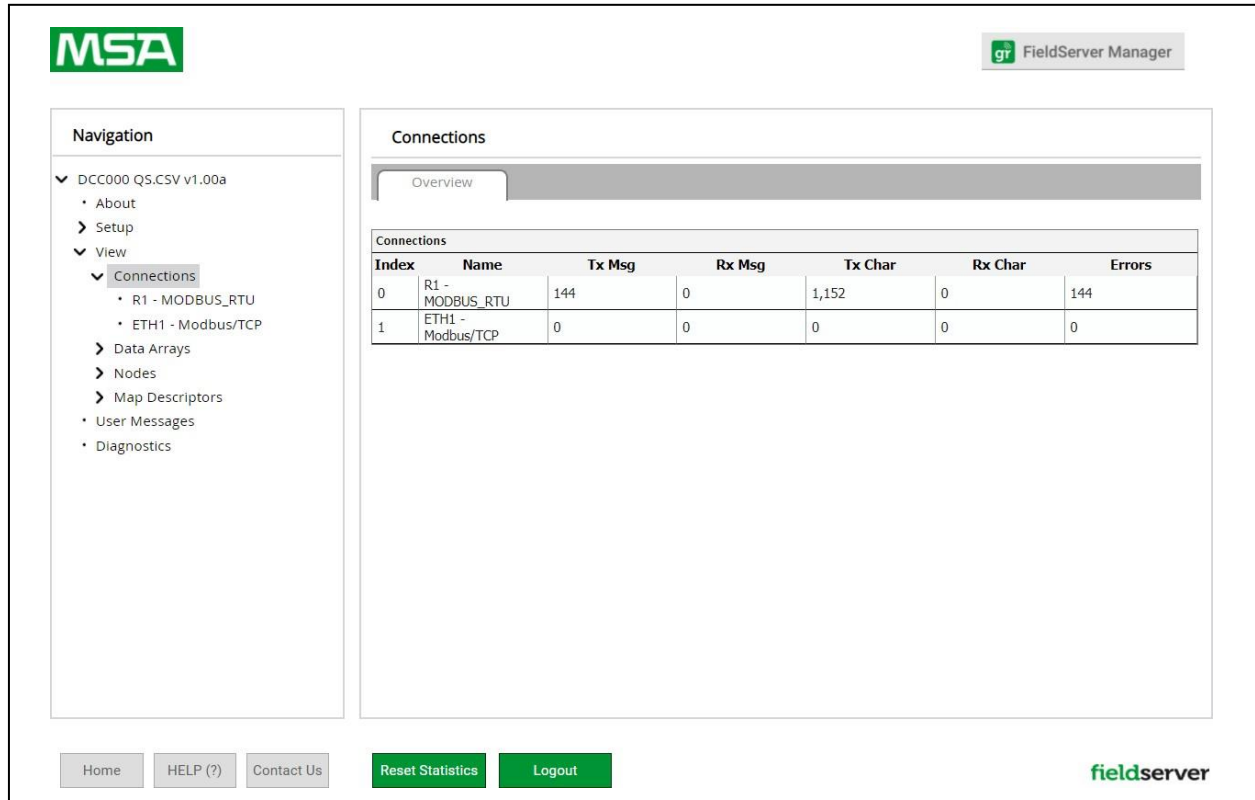 MSA
gr FieldServer Manager
Navigation
DCC000 QS.CSV v1.00a
About
Setup
View
Connections
R1 - MODBUS_RTU
ETH1 - Modbus/TCP
Data Arrays
Nodes
Map Descriptors
User Messages
Diagnostics
Connections
Overview
Connections
Index Name Tx Msg Rx Msg Tx Char Rx Char Errors
0 R1 - MODBUS_RTU 144 0 1,152 0 144
1 ETH1 - Modbus/TCP 0 0 0 0 0
Home HELP (?) Contact Us Reset Statistics Logout
fieldserver